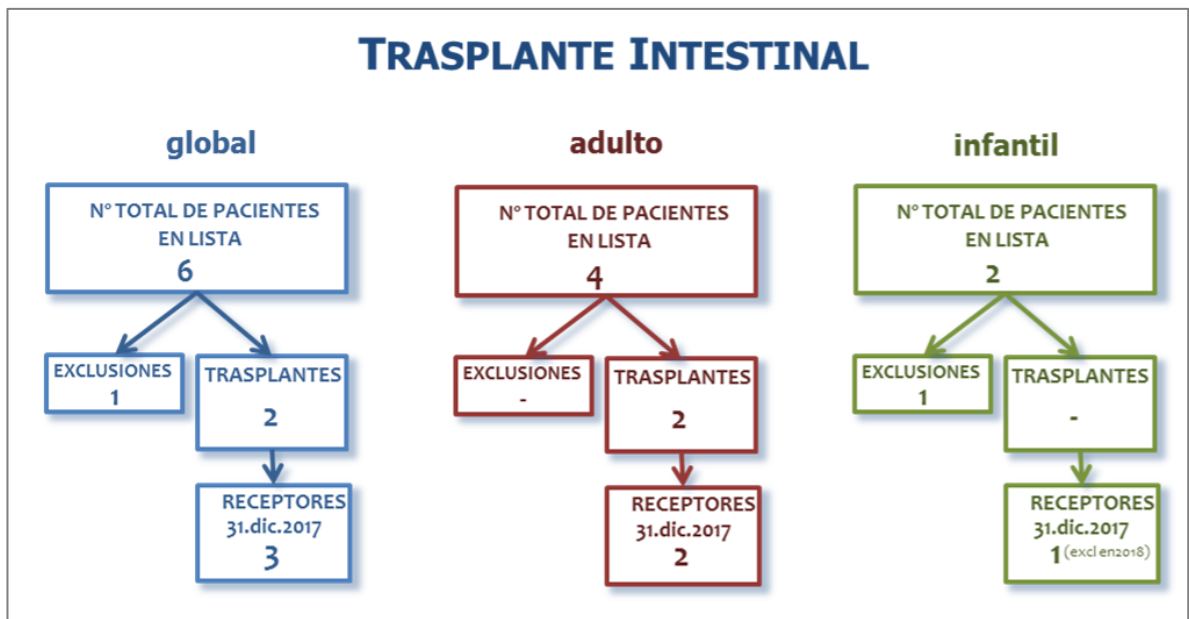 TRASPLANTE INTESTINAL
global
Nº TOTAL DE PACIENTES
EN LISTA
6
EXCLUSIONES
1
TRASPLANTES
2
RECEPTORES
31.dic.2017
3
adulto
Nº TOTAL DE PACIENTES
EN LISTA
4
EXCLUSIONES
-
TRASPLANTES
2
RECEPTORES
31.dic.2017
2
infantil
Nº TOTAL DE PACIENTES
EN LISTA
2
EXCLUSIONES
1
TRASPLANTES
-
RECEPTORES
31.dic.2017
1 (excl en2018)